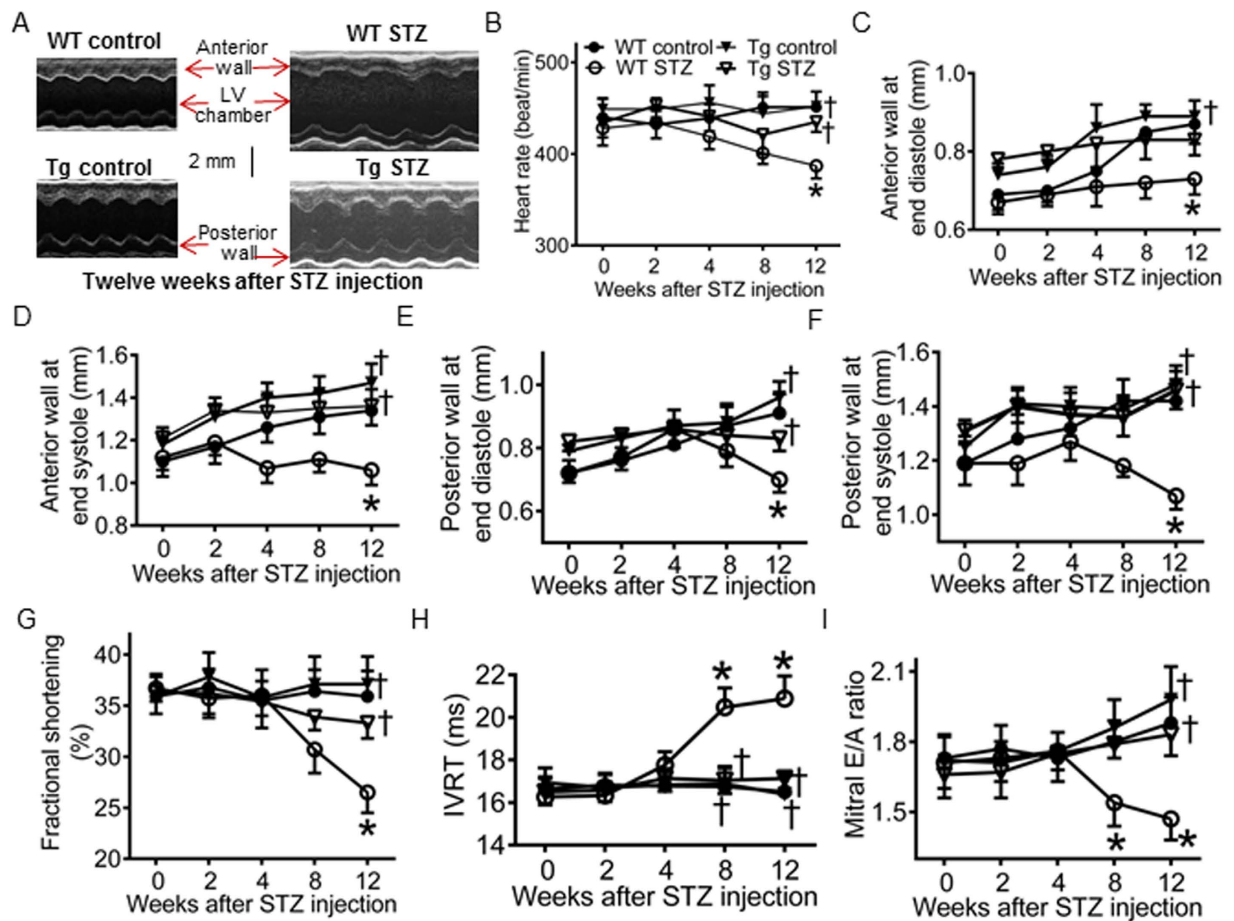 A
WT control
Anterior
wall
WT STZ
LV
chamber
Tg control
2 mm
Tg STZ
Posterior
wall
Twelve weeks after STZ injection
B
WT control
Tg control
WT STZ
Tg STZ
Heart rate (beat/min)
500
400
300
†
†
*
0 2 4 8 12
Weeks after STZ injection
C
Anterior wall at
end diastole (mm)
1.0
0.8
0.6
†
*
0 2 4 8 12
Weeks after STZ injection
D
Anterior wall at
end systole (mm)
1.6
1.4
1.2
1.0
0.8
†
†
*
0 2 4 8 12
Weeks after STZ injection
E
Posterior wall at
end diastole (mm)
1.0
0.8
0.6
†
†
*
0 2 4 8 12
Weeks after STZ injection
F
Posterior wall at
end systole (mm)
1.6
1.4
1.2
1.0
†
†
*
0 2 4 8 12
Weeks after STZ injection
G
Fractional shortening
(%)
40
35
30
25
20
†
†
*
0 2 4 8 12
Weeks after STZ injection
H
IVRT (ms)
22
20
18
16
14
* *
† †
† †
0 2 4 8 12
Weeks after STZ injection
I
Mitral E/A ratio
2.1
1.8
1.5
†
†
* *
0 2 4 8 12
Weeks after STZ injection